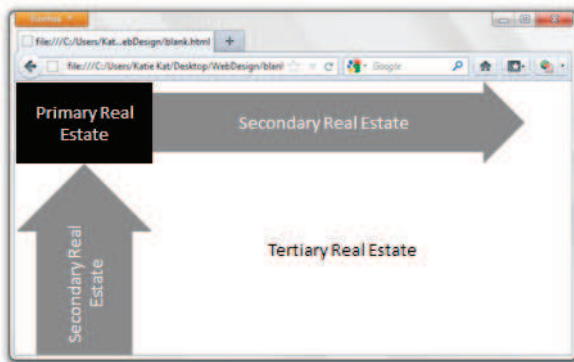 file:///C:/Users/Kat...ebDesign/blank.html
file:///C:/Users/Katie Kat/Desktop/WebDesign/blanl
Google
Primary Real
Estate
Secondary Real Estate
Secondary Real
Estate
Tertiary Real Estate